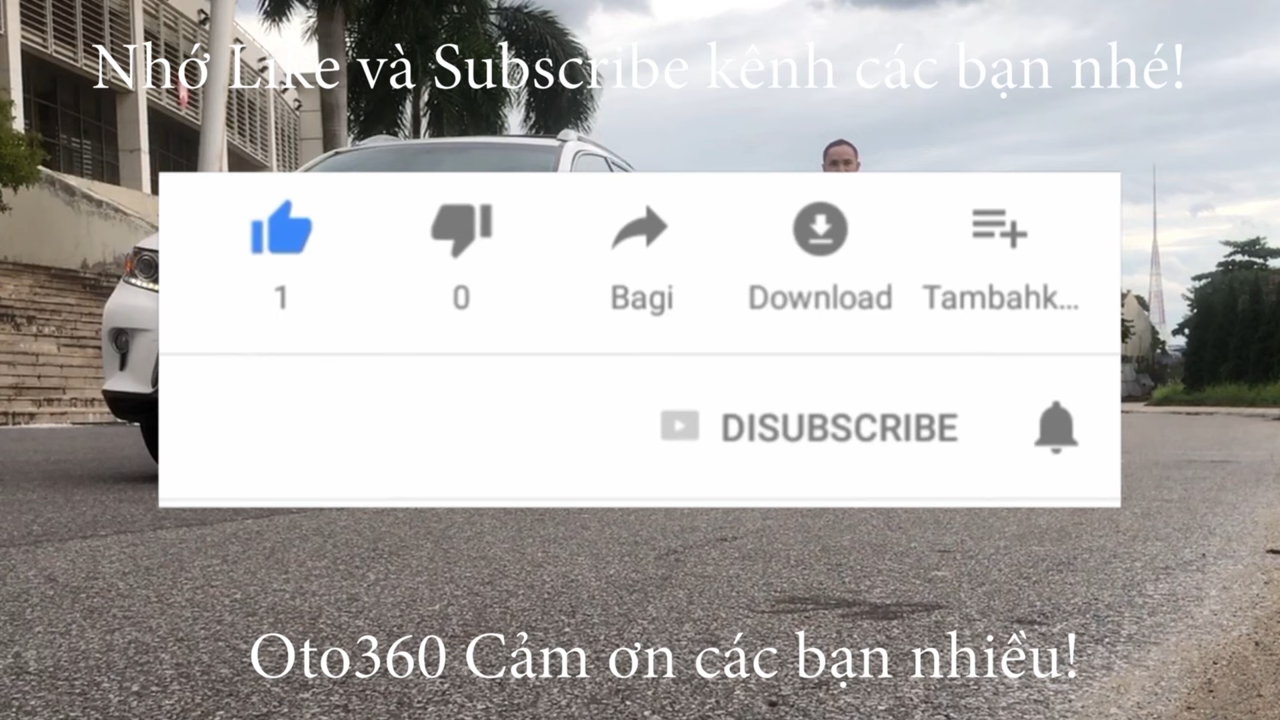 Nhớ Like và Subscribe kênh các bạn nhé!
1 0 Bagi Download Tambahk...
DISUBSCRIBE
Oto360 Cảm ơn các bạn nhiều!